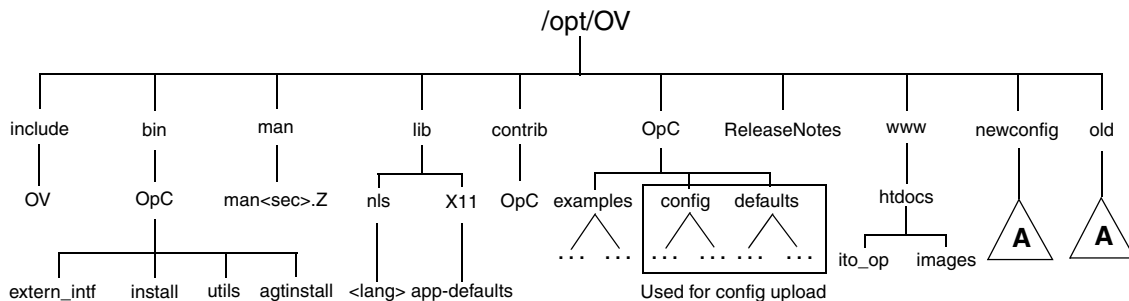 /opt/OV
include bin man lib contrib OpC ReleaseNotes www newconfig old
OV OpC man<sec>.Z nls X11 OpC examples config defaults htdocs
A A
... ... ... ... ... ... ito_op images
extern_intf install utils agtinstall <lang> app-defaults Used for config upload